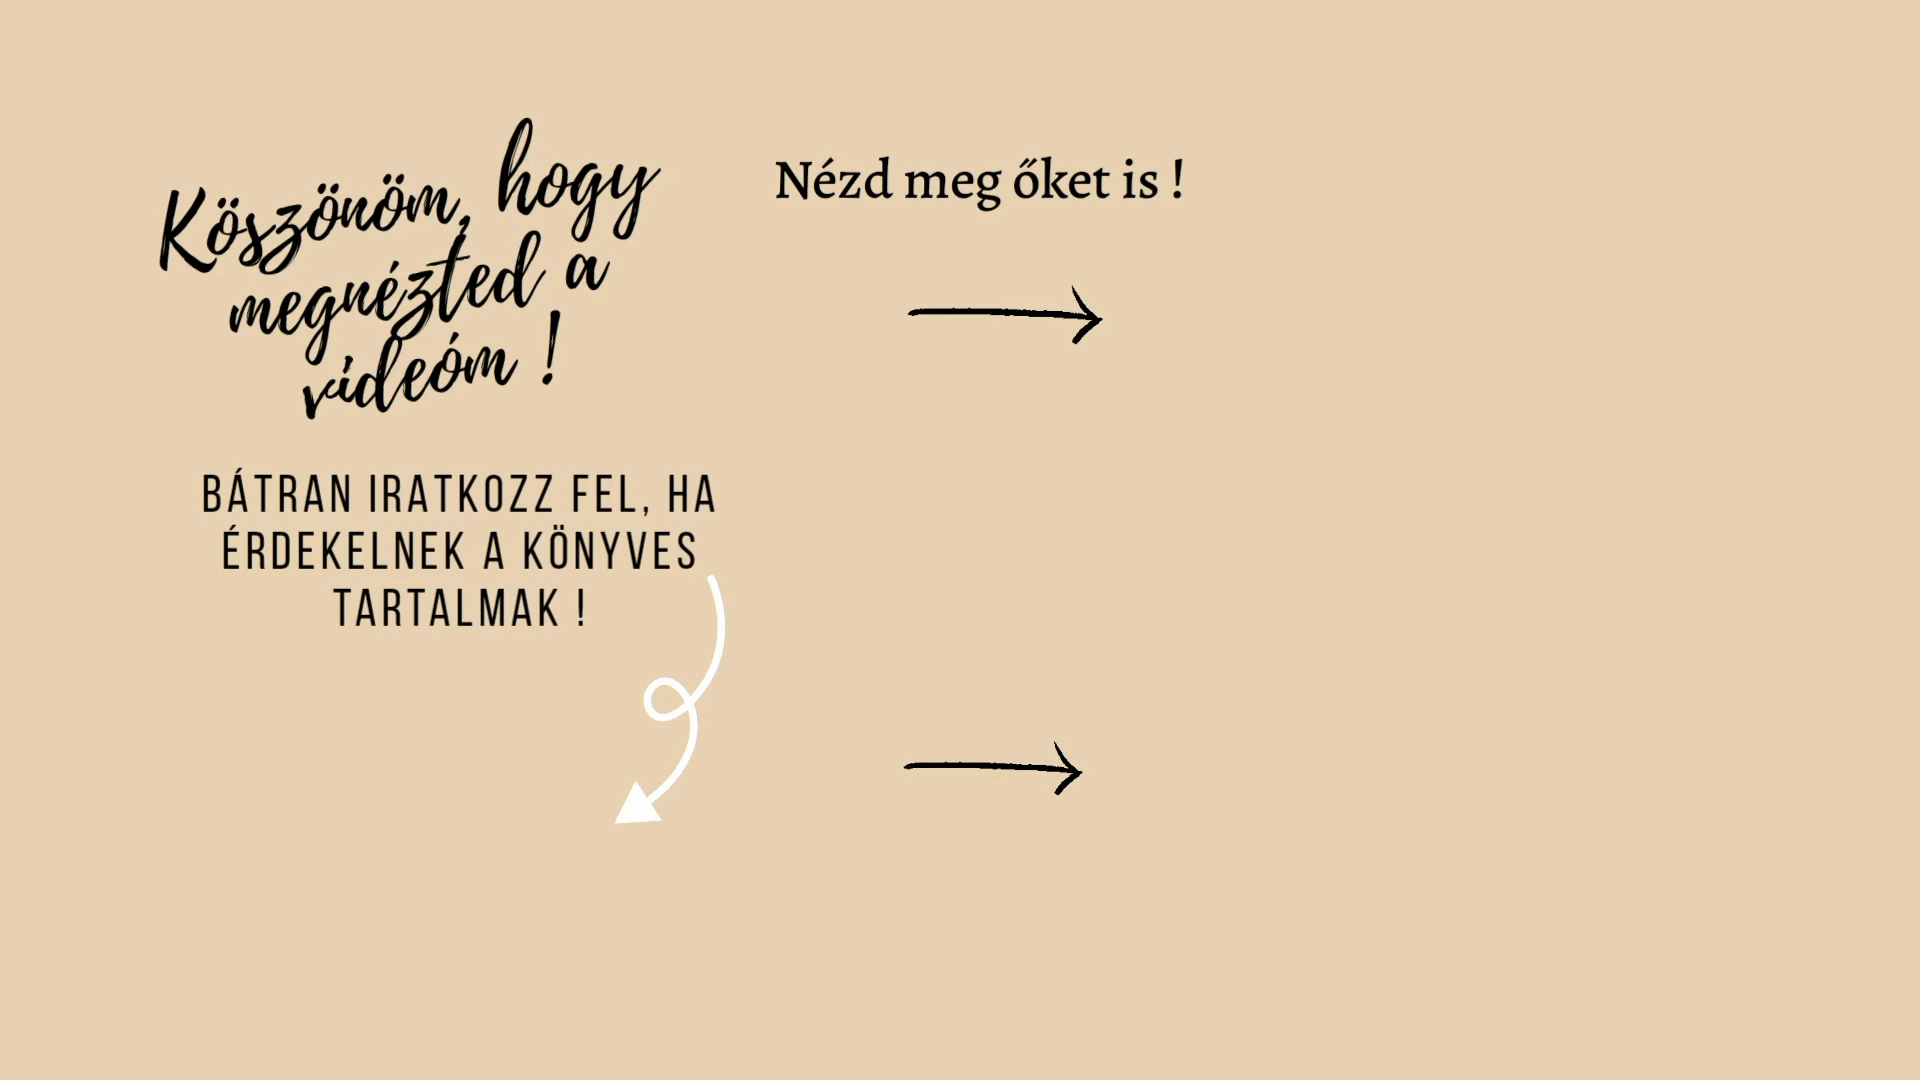 Köszönöm, hogy
megnézted a
videóm !
Nézd meg őket is !
BÁTRAN IRATKOZZ FEL, HA
ÉRDEKELNEK A KÖNYVES
TARTALMAK !